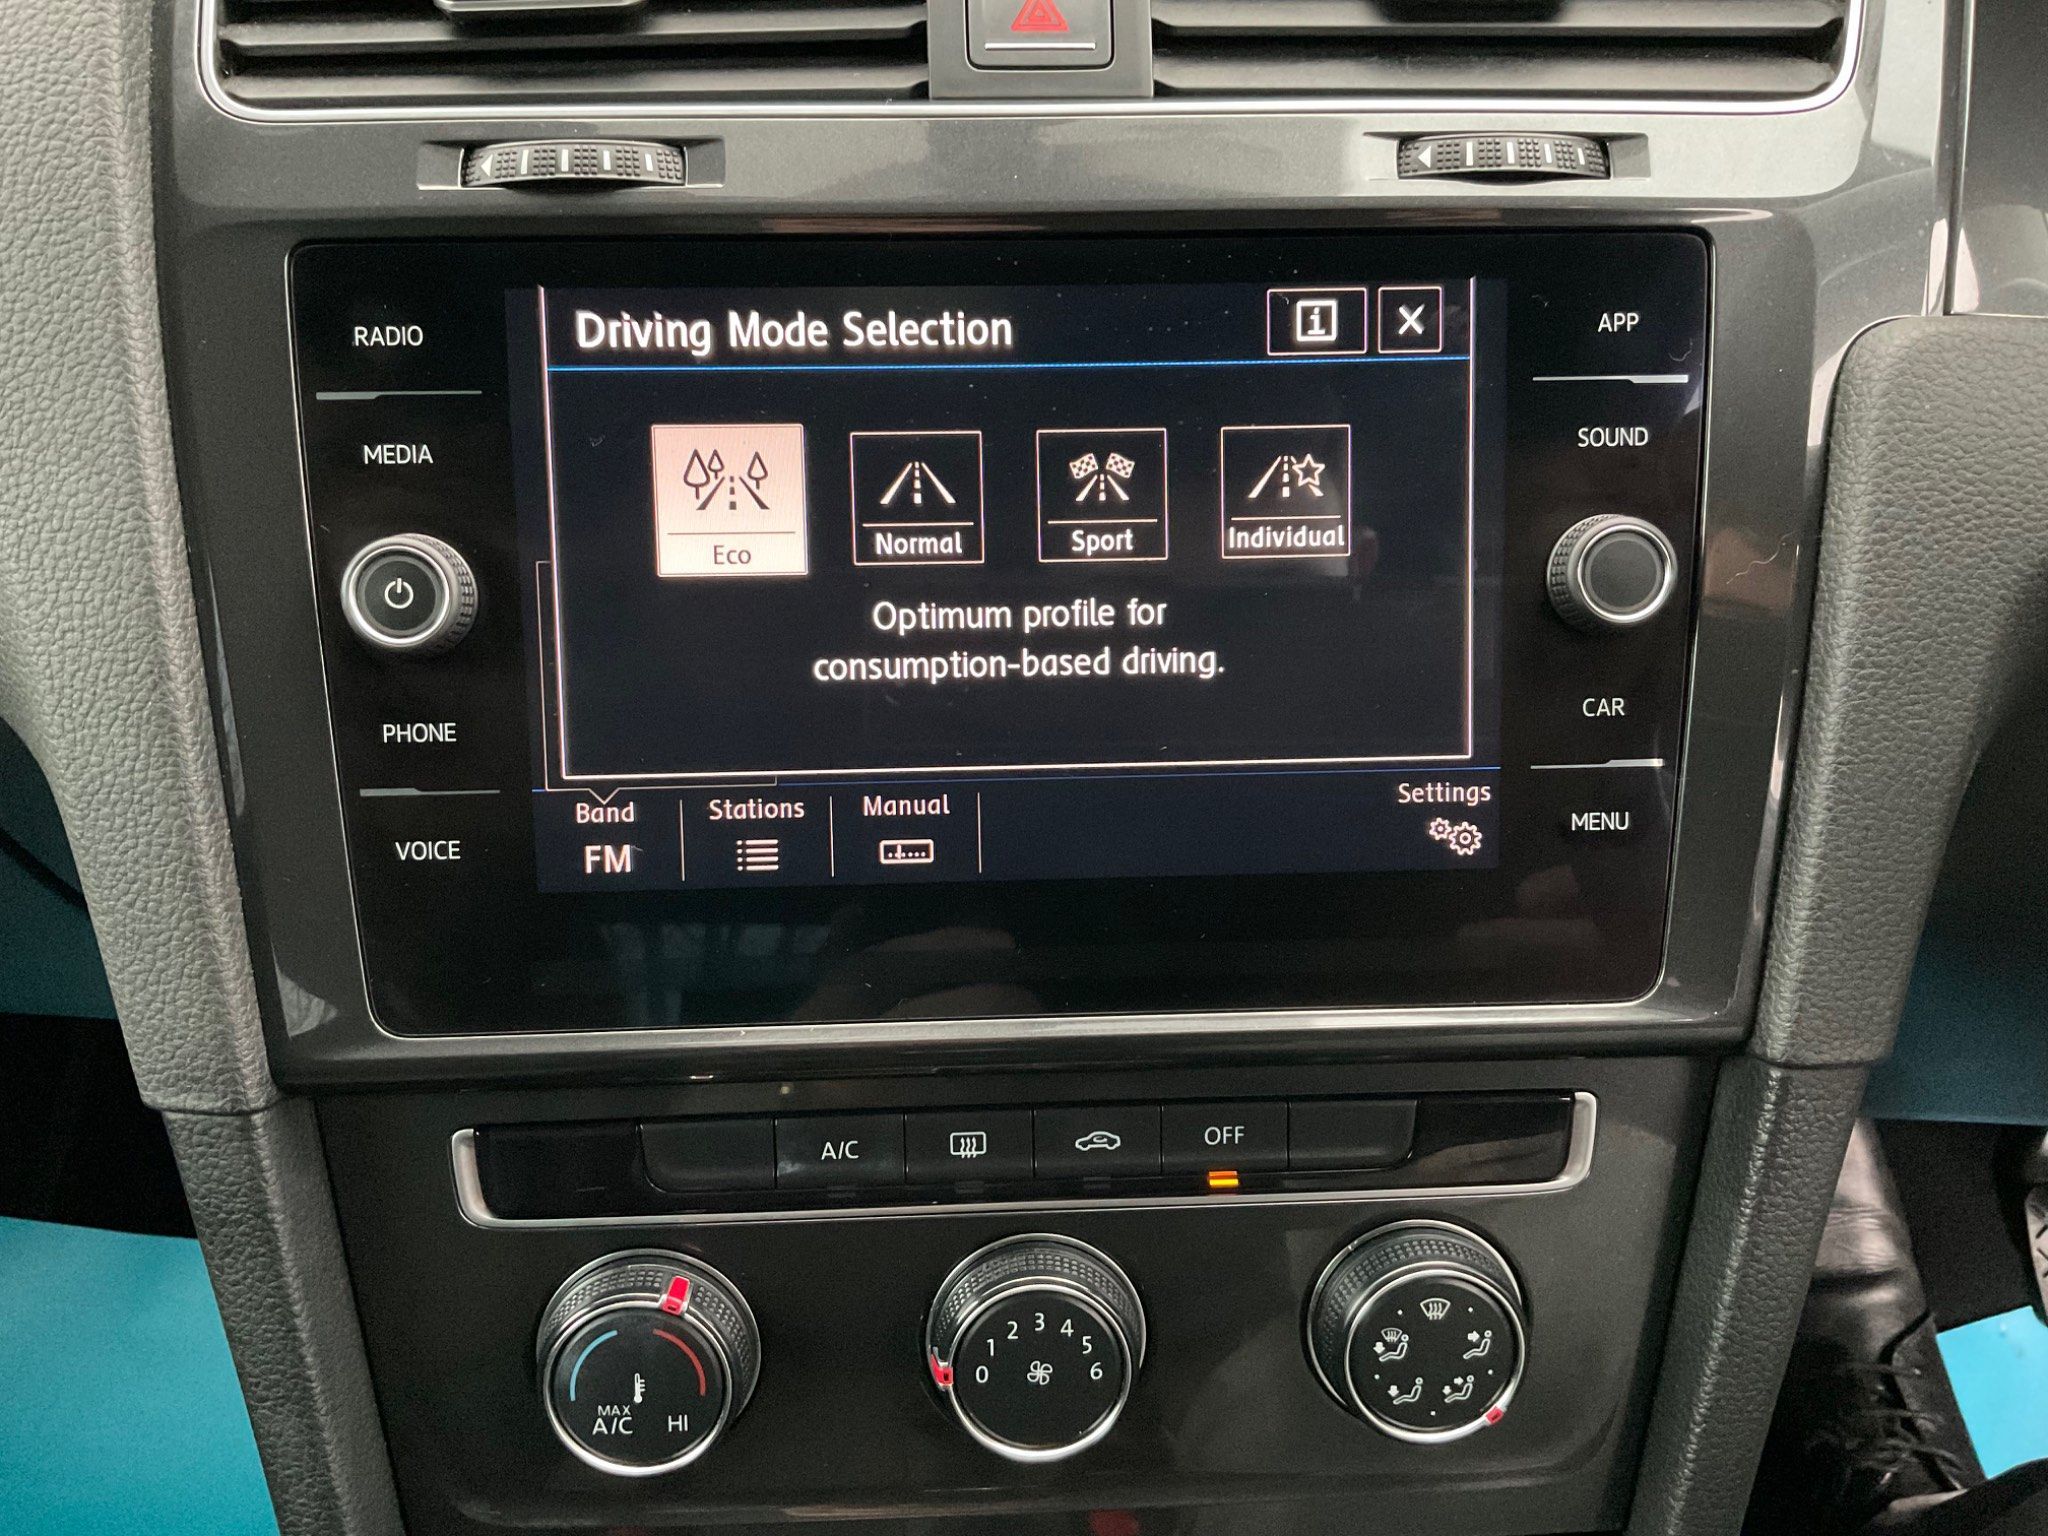 RADIO
MEDIA
PHONE
VOICE
Driving Mode Selection
i
X
Eco
Normal
Sport
Individual
Optimum profile for
consumption-based driving.
Band
FM
Stations
Manual
Settings
APP
SOUND
CAR
MENU
A/C
OFF
MAX
A/C
HI
0 1 2 3 4 5 6